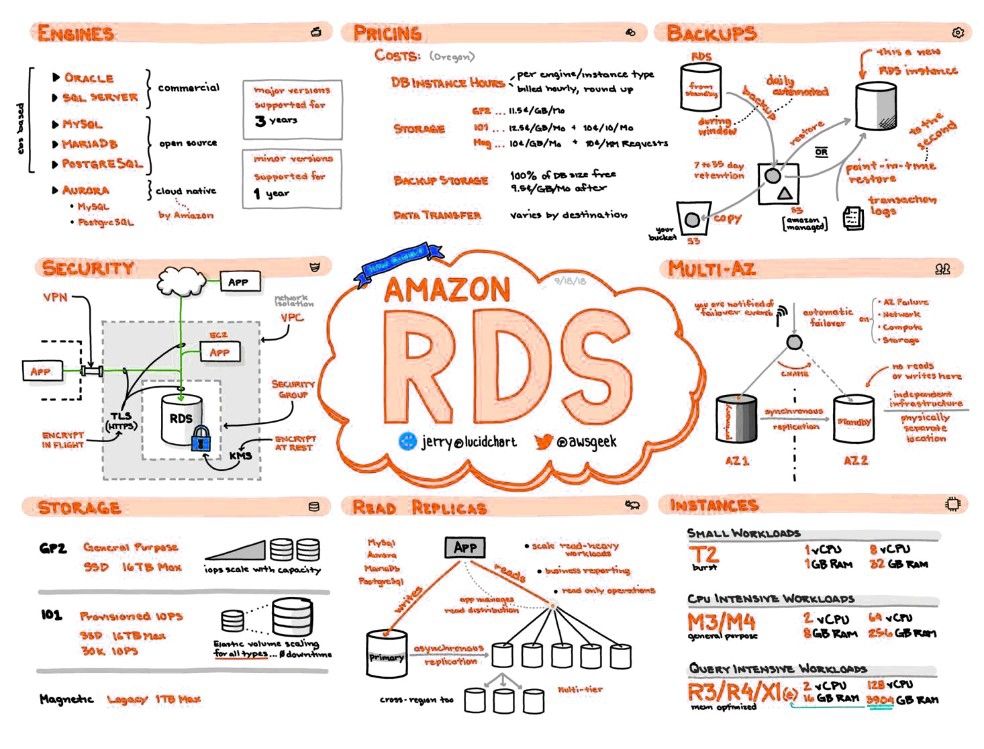 ENGINES
ebs based
ORACLE
SQL SERVER
commercial
MYSQL
MARIADB
POSTGRESQL
open source
AURORA
• MySQL
• PostgreSQL
cloud native
by Amazon
major versions
supported for
3 years
minor versions
supported for
1 year
PRICING
COSTS: (Oregon)
DB INSTANCE HOURS
per engine/instance type
billed hourly, round up
STORAGE
GP2 ... 11.5¢/GB/Mo
IO1 ... 12.5¢/GB/Mo + 10¢/IO/Mo
Mag ... 10¢/GB/Mo + 10¢/MM Requests
BACKUP STORAGE
100% of DB size free
9.5¢/GB/Mo after
DATA TRANSFER
varies by destination
BACKUPS
RDS
from standby
daily
automated
backup
during
window
this a new
RDS instance
restore
OR
to the
second
point-in-time
restore
7 to 35 day
retention
copy
your
bucket
S3
S3
[amazon
managed]
transaction
logs
SECURITY
VPN
APP
network
isolation
VPC
EC2
APP
APP
TLS
(HTTPS)
RDS
SECURITY
GROUP
ENCRYPT
IN FLIGHT
ENCRYPT
AT REST
KMS
AMAZON
9/18/18
RDS
jerry@lucidchart
@awsgeek
MULTI-AZ
you are notified of
failover events
automatic
failover
on
• AZ Failure
• Network
• Compute
• Storage
CNAME
no reads
or writes here
primary
synchronous
replication
standby
independent
infrastructure
physically
separate
location
AZ1
AZ2
STORAGE
GP2
General Purpose
SSD 16TB Max
iops scale with capacity
IO1
Provisioned IOPS
SSD 16TB Max
30K IOPS
Elastic volume scaling
for all types... 0 downtime
Magnetic Legacy 1TB Max
READ REPLICAS
MySql
Aurora
MariaDB
PostgreSql
App
writes
reads
app manages
read distribution
• scale read-heavy
workloads
• business reporting
• read only operations
primary
asynchronous
replication
cross-region too
multi-tier
INSTANCES
SMALL WORKLOADS
T2
burst
1 vCPU
1 GB RAM
8 vCPU
32 GB RAM
CPU INTENSIVE WORKLOADS
M3/M4
general purpose
2 vCPU
8 GB RAM
64 vCPU
256 GB RAM
QUERY INTENSIVE WORKLOADS
R3/R4/X1(e)
mem optimized
2 vCPU
16 GB RAM
128 vCPU
3904 GB RAM